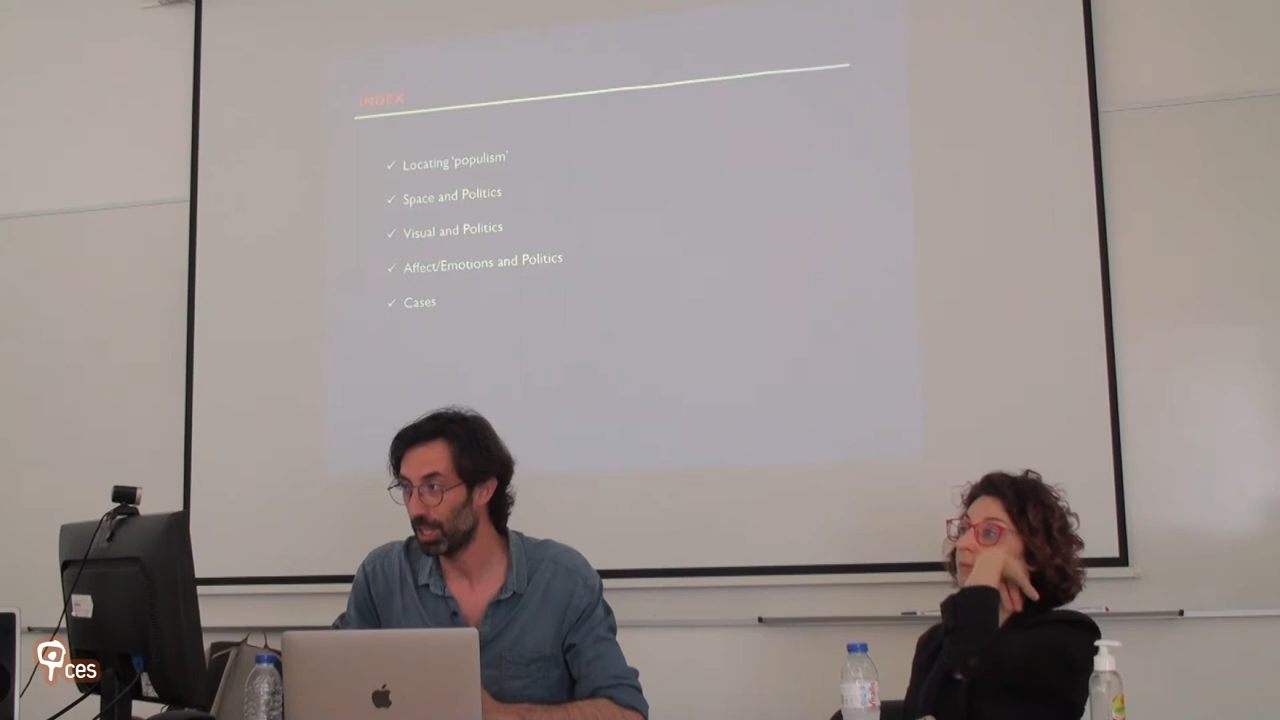 INDEX
✓ Locating 'populism'
✓ Space and Politics
✓ Visual and Politics
✓ Affect/Emotions and Politics
✓ Cases
ces